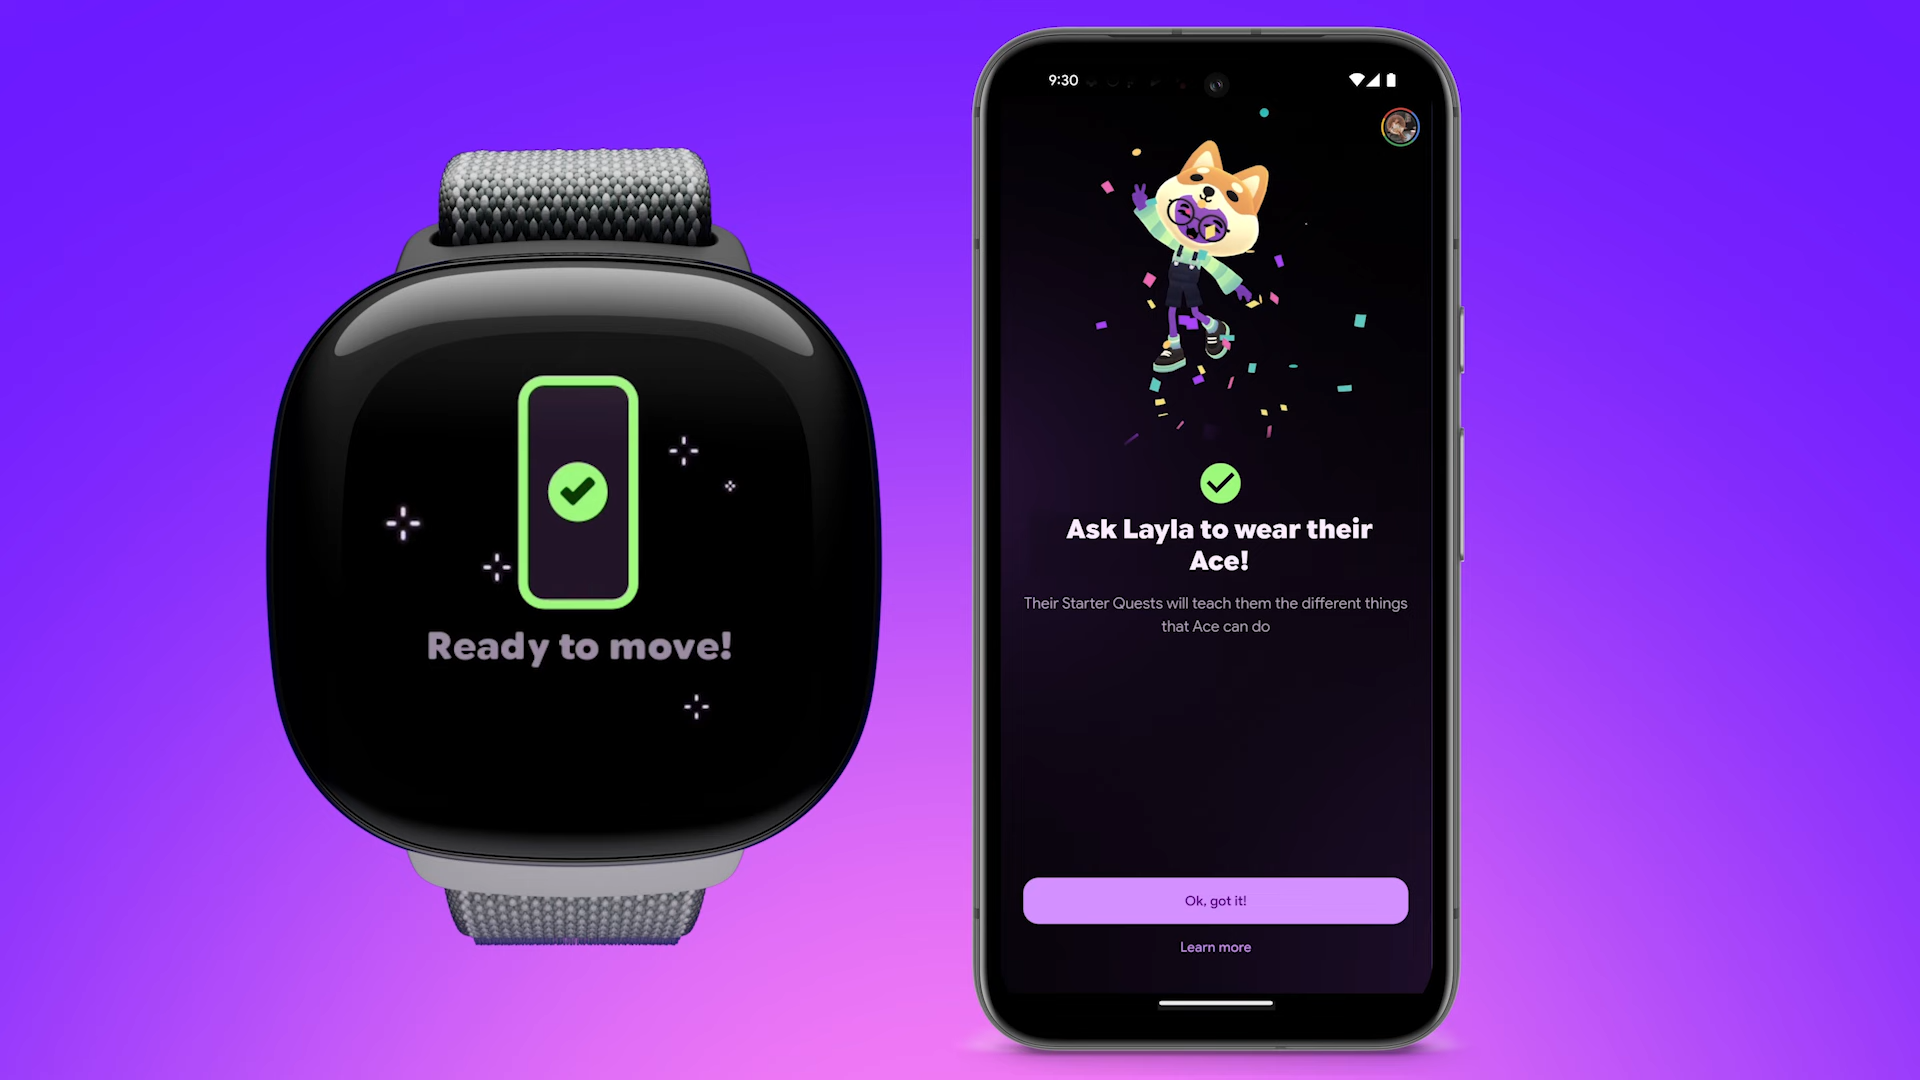 Ready to move!
9:30
Ask Layla to wear their
Ace!
Their Starter Quests will teach them the different things
that Ace can do
Ok, got it!
Learn more